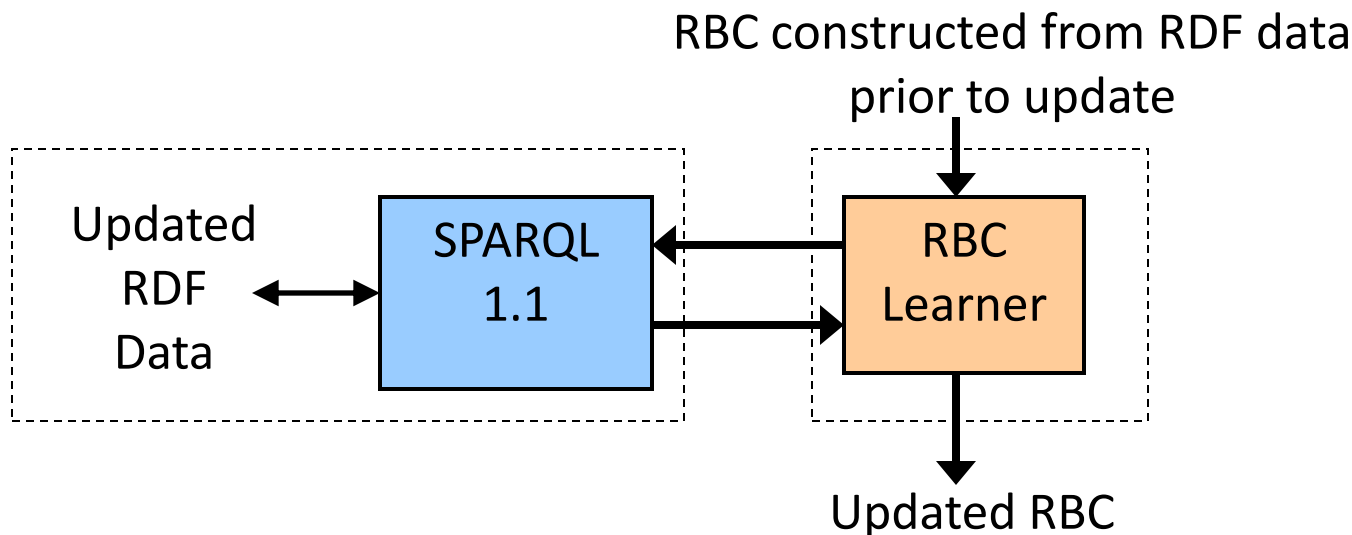 RBC constructed from RDF data
prior to update
Updated
RDF
Data
SPARQL
1.1
RBC
Learner
Updated RBC